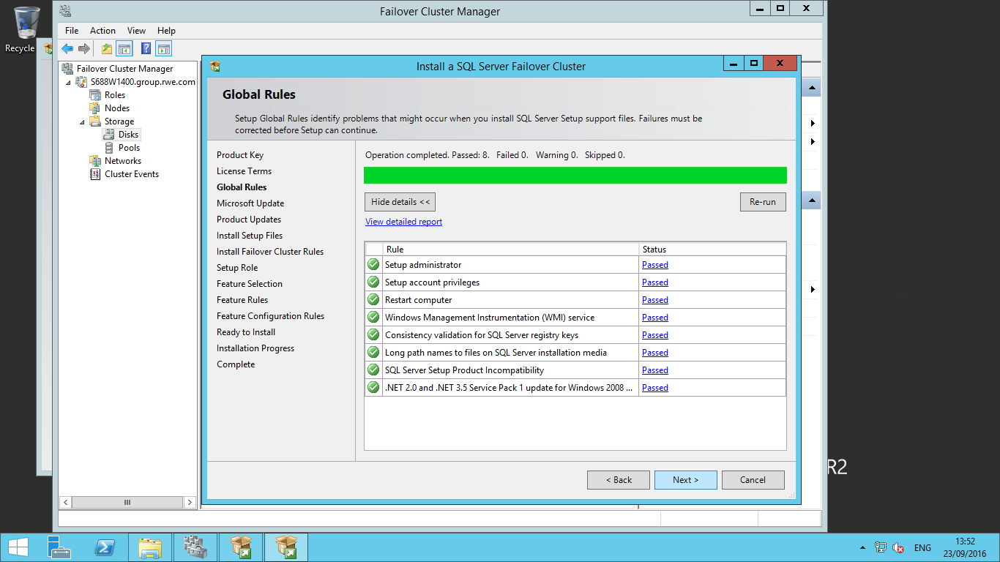 Failover Cluster Manager
Recycle
File Action View Help
Failover Cluster Manager
S688W1400.group.rwe.com
Roles
Nodes
Storage
Disks
Pools
Networks
Cluster Events
Install a SQL Server Failover Cluster
Global Rules
Setup Global Rules identify problems that might occur when you install SQL Server Setup support files. Failures must be
corrected before Setup can continue.
Product Key
License Terms
Global Rules
Microsoft Update
Product Updates
Install Setup Files
Install Failover Cluster Rules
Setup Role
Feature Selection
Feature Rules
Feature Configuration Rules
Ready to Install
Installation Progress
Complete
Operation completed. Passed: 8. Failed 0. Warning 0. Skipped 0.
Hide details <<
Re-run
View detailed report
Rule Status
Setup administrator Passed
Setup account privileges Passed
Restart computer Passed
Windows Management Instrumentation (WMI) service Passed
Consistency validation for SQL Server registry keys Passed
Long path names to files on SQL Server installation media Passed
SQL Server Setup Product Incompatibility Passed
.NET 2.0 and .NET 3.5 Service Pack 1 update for Windows 2008 ... Passed
< Back Next > Cancel
R2
ENG
13:52
23/09/2016